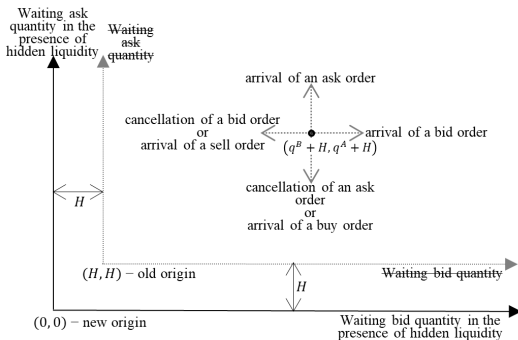 Waiting ask
quantity in the
presence of
hidden liquidity
Waiting
ask
quantity
arrival of an ask order
cancellation of a bid order
or
arrival of a sell order
arrival of a bid order
(q^B + H, q^A + H)
cancellation of an ask
order
or
arrival of a buy order
H
(H, H) − old origin
H
Waiting bid quantity
(0, 0) − new origin
Waiting bid quantity in the
presence of hidden liquidity